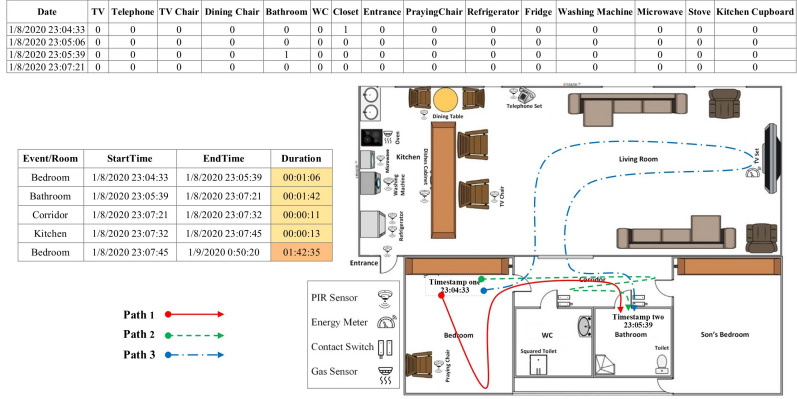 Date TV Telephone TV Chair Dining Chair Bathroom WC Closet Entrance PrayingChair Refrigerator Fridge Washing Machine Microwave Stove Kitchen Cupboard
1/8/2020 23:04:33 0 0 0 0 0 0 1 0 0 0 0 0 0 0 0
1/8/2020 23:05:06 0 0 0 0 0 0 0 0 0 0 0 0 0 0 0
1/8/2020 23:05:39 0 0 0 0 1 0 0 0 0 0 0 0 0 0 0
1/8/2020 23:07:21 0 0 0 0 0 0 0 0 0 0 0 0 0 0 0
Event/Room StartTime EndTime Duration
Bedroom 1/8/2020 23:04:33 1/8/2020 23:05:39 00:01:06
Bathroom 1/8/2020 23:05:39 1/8/2020 23:07:21 00:01:42
Corridor 1/8/2020 23:07:21 1/8/2020 23:07:32 00:00:11
Kitchen 1/8/2020 23:07:32 1/8/2020 23:07:45 00:00:13
Bedroom 1/8/2020 23:07:45 1/9/2020 0:50:20 01:42:35
Path 1
Path 2
Path 3
PIR Sensor
Energy Meter
Contact Switch
Gas Sensor
Dining Table
Telephone Set
Oven
Microwave
Kitchen
Washing
Machine
Dishes Cabinet
Refrigerator
TV Chair
Living Room
TV Set
Entrance
Timestamp one
23:04:33
Corridor
Timestamp two
23:05:39
Bedroom
WC
Bathroom
Son's Bedroom
Squared Toilet
Toilet
Praying Chair